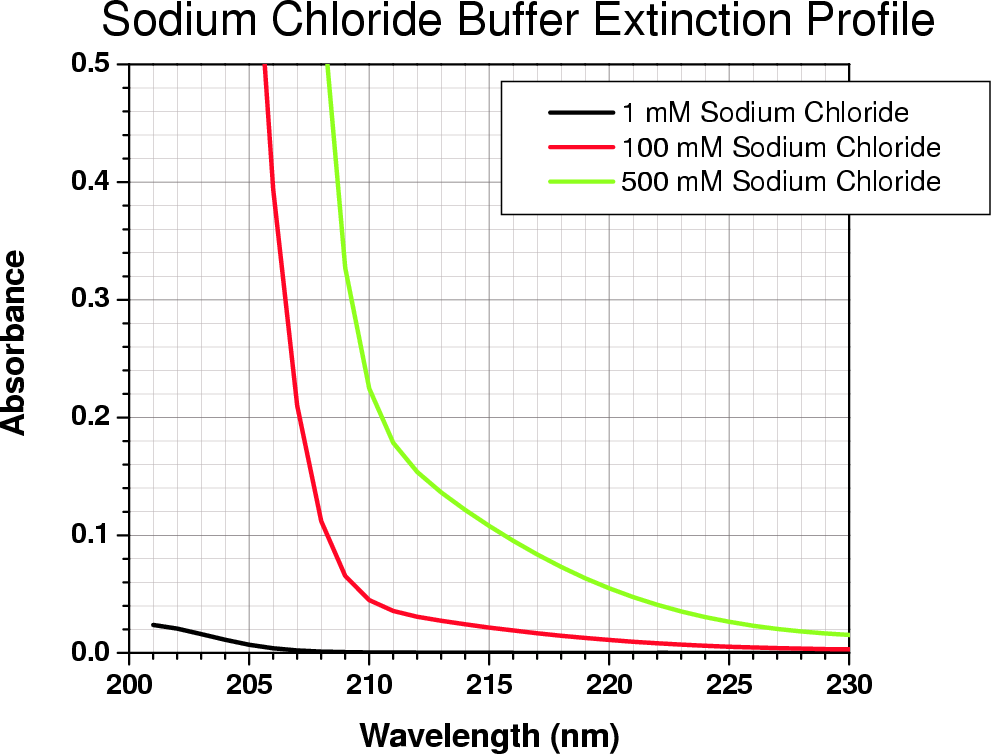 Sodium Chloride Buffer Extinction Profile
1 mM Sodium Chloride
100 mM Sodium Chloride
500 mM Sodium Chloride
Absorbance
0.5
0.4
0.3
0.2
0.1
0.0
200 205 210 215 220 225 230
Wavelength (nm)